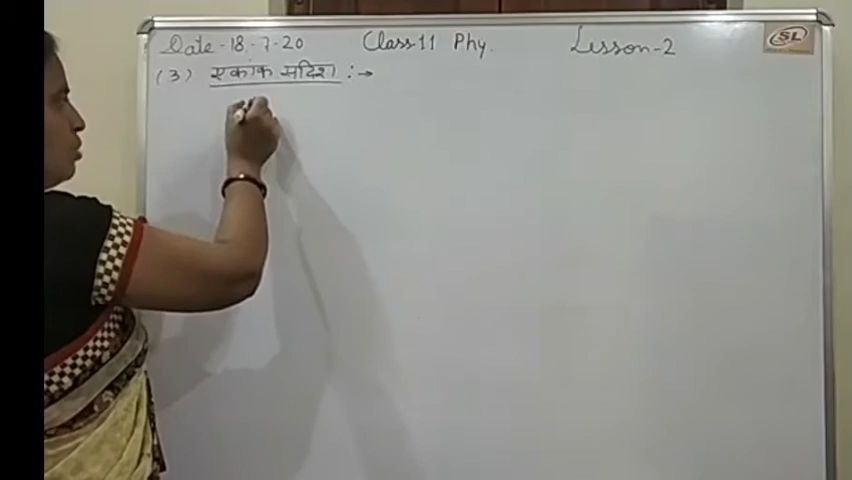 Date - 18 - 7 - 20 Class 11 Phy. Lesson-2 SL
(3) एकांक सदिश :→